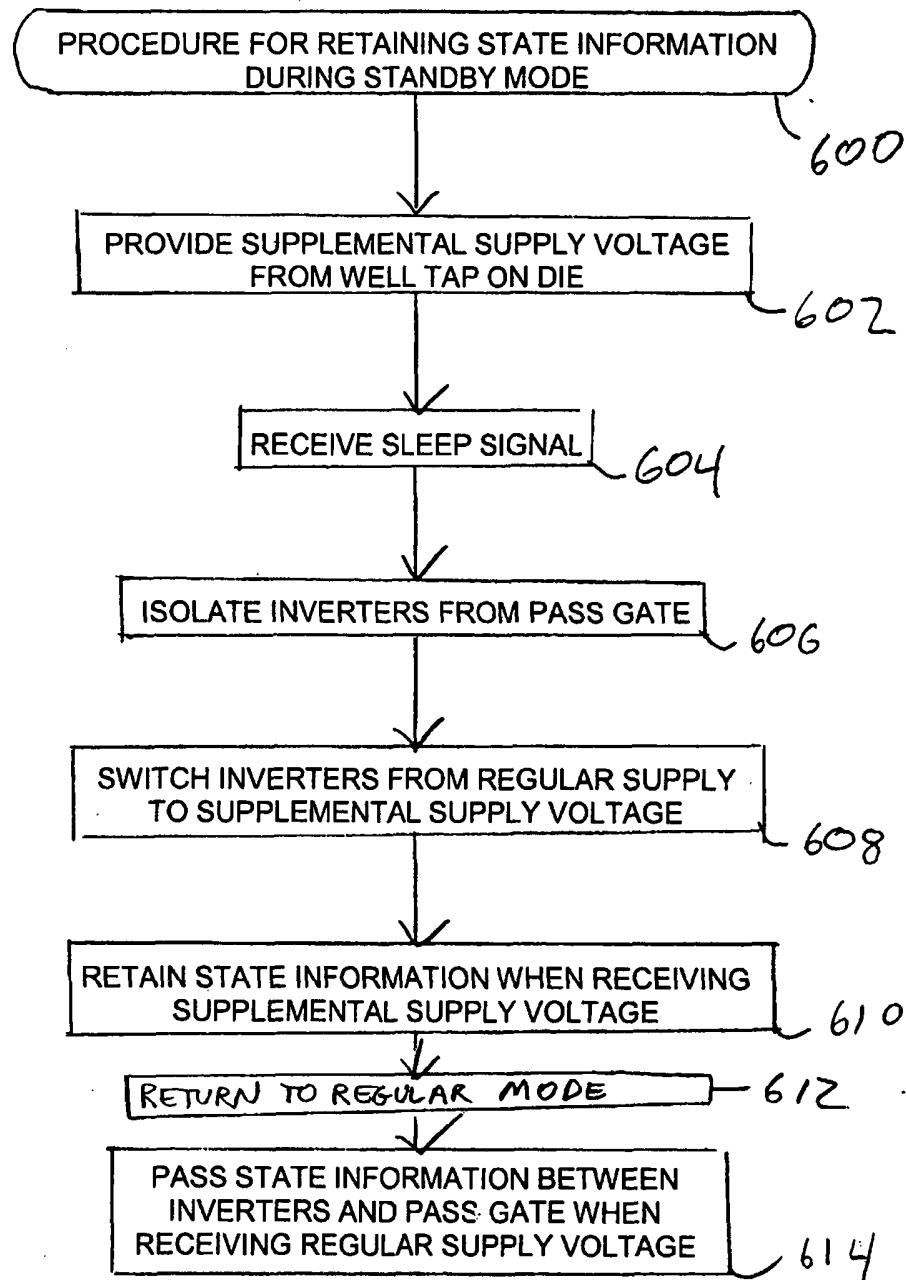 PROCEDURE FOR RETAINING STATE INFORMATION
DURING STANDBY MODE
600
PROVIDE SUPPLEMENTAL SUPPLY VOLTAGE
FROM WELL TAP ON DIE
602
RECEIVE SLEEP SIGNAL
604
ISOLATE INVERTERS FROM PASS GATE
606
SWITCH INVERTERS FROM REGULAR SUPPLY
TO SUPPLEMENTAL SUPPLY VOLTAGE
608
RETAIN STATE INFORMATION WHEN RECEIVING
SUPPLEMENTAL SUPPLY VOLTAGE
610
RETURN TO REGULAR MODE
612
PASS STATE INFORMATION BETWEEN
INVERTERS AND PASS GATE WHEN
RECEIVING REGULAR SUPPLY VOLTAGE
614